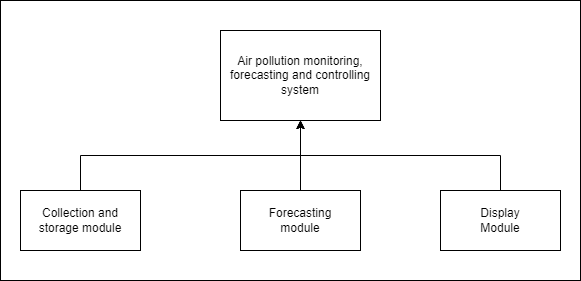 Air pollution monitoring,
forecasting and controlling
system
Collection and
storage module
Forecasting
module
Display
Module